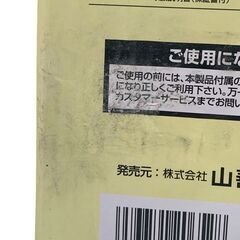 ご使用にな
ご使用の前には、本製品付属の
になり正しくご利用下さい。万一
カスタマーサービスまでお問い
発売元：株式会社 山善